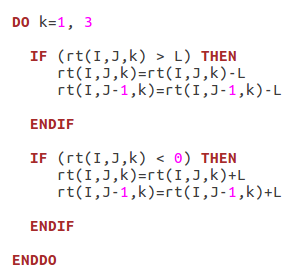 DO k=1, 3
IF (rt(I,J,k) > L) THEN
rt(I,J,k)=rt(I,J,k)-L
rt(I,J-1,k)=rt(I,J-1,k)-L
ENDIF
IF (rt(I,J,k) < 0) THEN
rt(I,J,k)=rt(I,J,k)+L
rt(I,J-1,k)=rt(I,J-1,k)+L
ENDIF
ENDDO